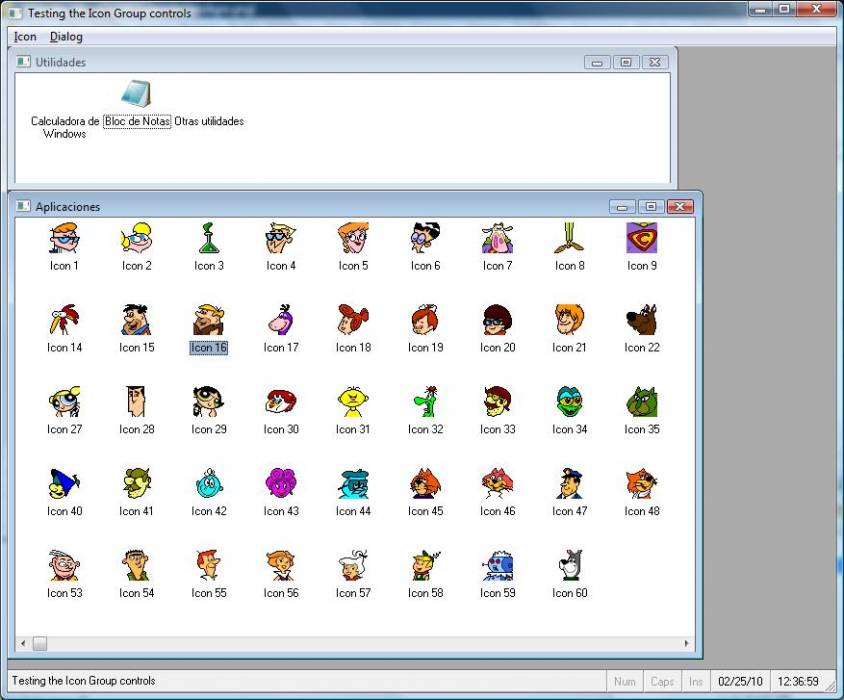 Testing the Icon Group controls
Icon Dialog
Utilidades
Calculadora de Windows
Bloc de Notas
Otras utilidades
Aplicaciones
Icon 1 Icon 2 Icon 3 Icon 4 Icon 5 Icon 6 Icon 7 Icon 8 Icon 9
Icon 14 Icon 15 Icon 16 Icon 17 Icon 18 Icon 19 Icon 20 Icon 21 Icon 22
Icon 27 Icon 28 Icon 29 Icon 30 Icon 31 Icon 32 Icon 33 Icon 34 Icon 35
Icon 40 Icon 41 Icon 42 Icon 43 Icon 44 Icon 45 Icon 46 Icon 47 Icon 48
Icon 53 Icon 54 Icon 55 Icon 56 Icon 57 Icon 58 Icon 59 Icon 60
Testing the Icon Group controls Num Caps Ins 02/25/10 12:36:59